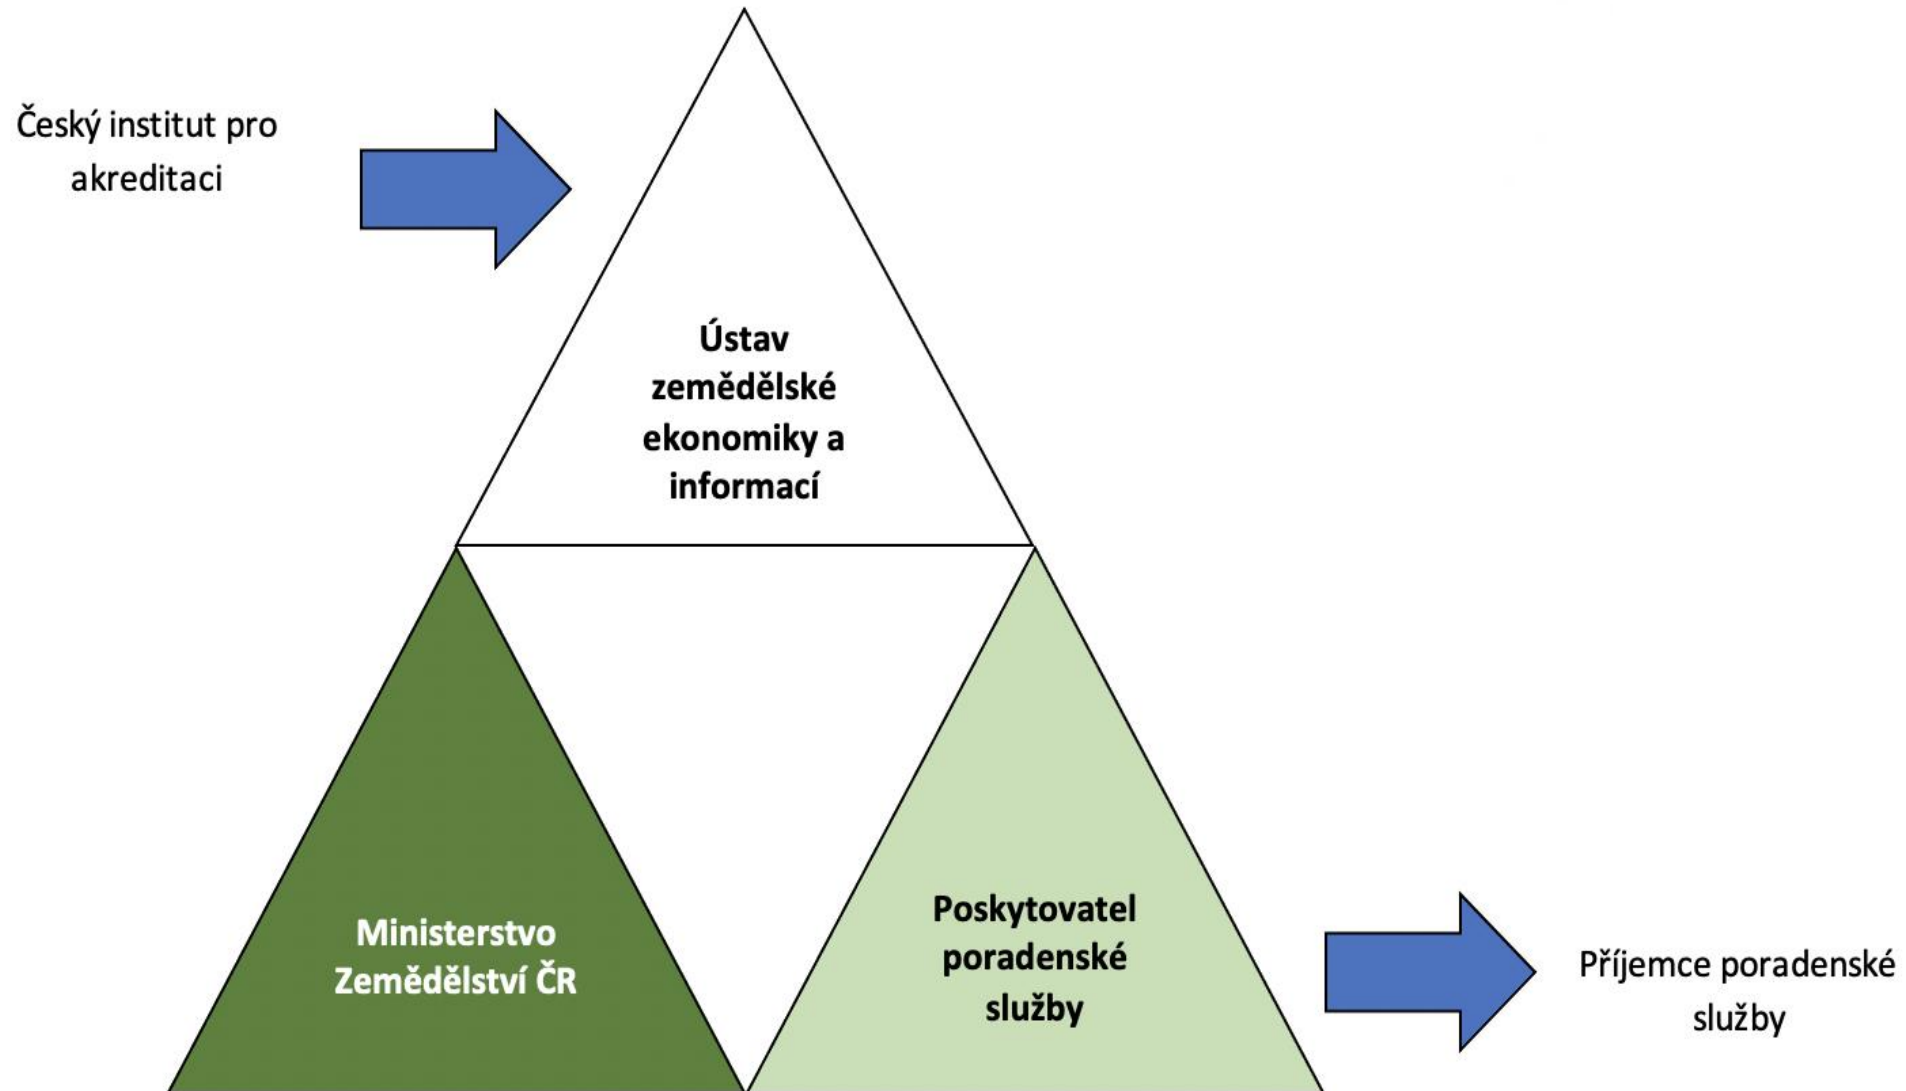 Český institut pro
akreditaci
Ústav
zemědělské
ekonomiky a
informací
Ministerstvo
Zemědělství ČR
Poskytovatel
poradenské
služby
Příjemce poradenské
služby